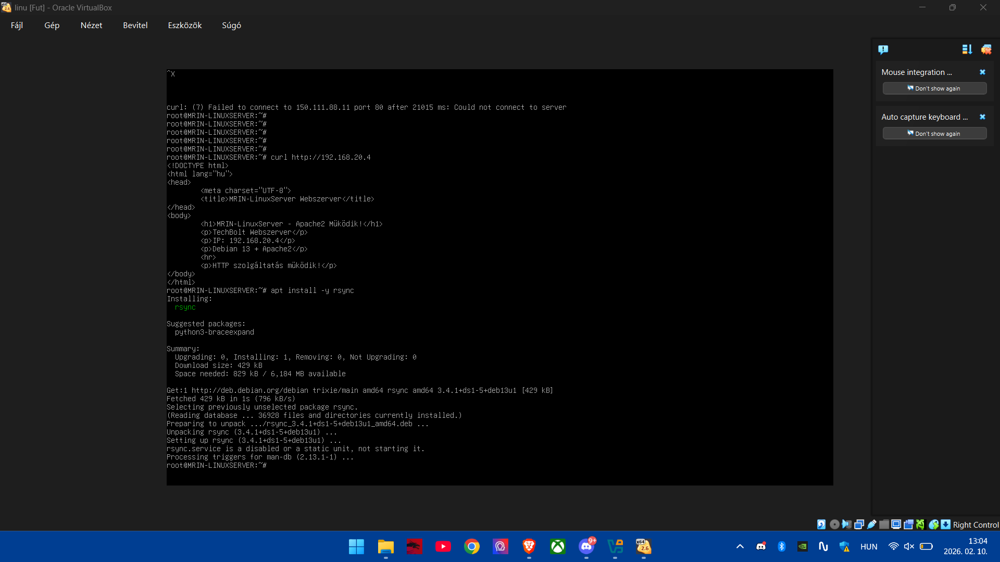 linu [Fut] - Oracle VirtualBox
Fájl Gép Nézet Bevitel Eszközök Súgó
^X
curl: (7) Failed to connect to 150.111.88.11 port 80 after 21015 ms: Could not connect to server
root@MRIN-LINUXSERVER:~#
root@MRIN-LINUXSERVER:~#
root@MRIN-LINUXSERVER:~#
root@MRIN-LINUXSERVER:~#
root@MRIN-LINUXSERVER:~#
root@MRIN-LINUXSERVER:~# curl http://192.168.20.4
<!DOCTYPE html>
<html lang="hu">
<head>
<meta charset="UTF-8">
<title>MRIN-LinuxServer Webszerver</title>
</head>
<body>
<h1>MRIN-LinuxServer - Apache2 Működik!</h1>
<p>TechBolt Webszerver</p>
<p>IP: 192.168.20.4</p>
<p>Debian 13 + Apache2</p>
<hr>
<p>HTTP szolgáltatás működik!</p>
</body>
</html>
root@MRIN-LINUXSERVER:~# apt install -y rsync
Installing:
rsync
Suggested packages:
python3-braceexpand
Summary:
Upgrading: 0, Installing: 1, Removing: 0, Not Upgrading: 0
Download size: 429 kB
Space needed: 829 kB / 6,184 MB available
Get:1 http://deb.debian.org/debian trixie/main amd64 rsync amd64 3.4.1+ds1-5+deb13u1 [429 kB]
Fetched 429 kB in 1s (796 kB/s)
Selecting previously unselected package rsync.
(Reading database ... 36928 files and directories currently installed.)
Preparing to unpack .../rsync_3.4.1+ds1-5+deb13u1_amd64.deb ...
Unpacking rsync (3.4.1+ds1-5+deb13u1) ...
Setting up rsync (3.4.1+ds1-5+deb13u1) ...
rsync.service is a disabled or a static unit, not starting it.
Processing triggers for man-db (2.13.1-1) ...
root@MRIN-LINUXSERVER:~#
Mouse integration ...
Don't show again
Auto capture keyboard ...
Don't show again
Right Control
9+
x64
2.6
HUN
13:04
2026. 02. 10.